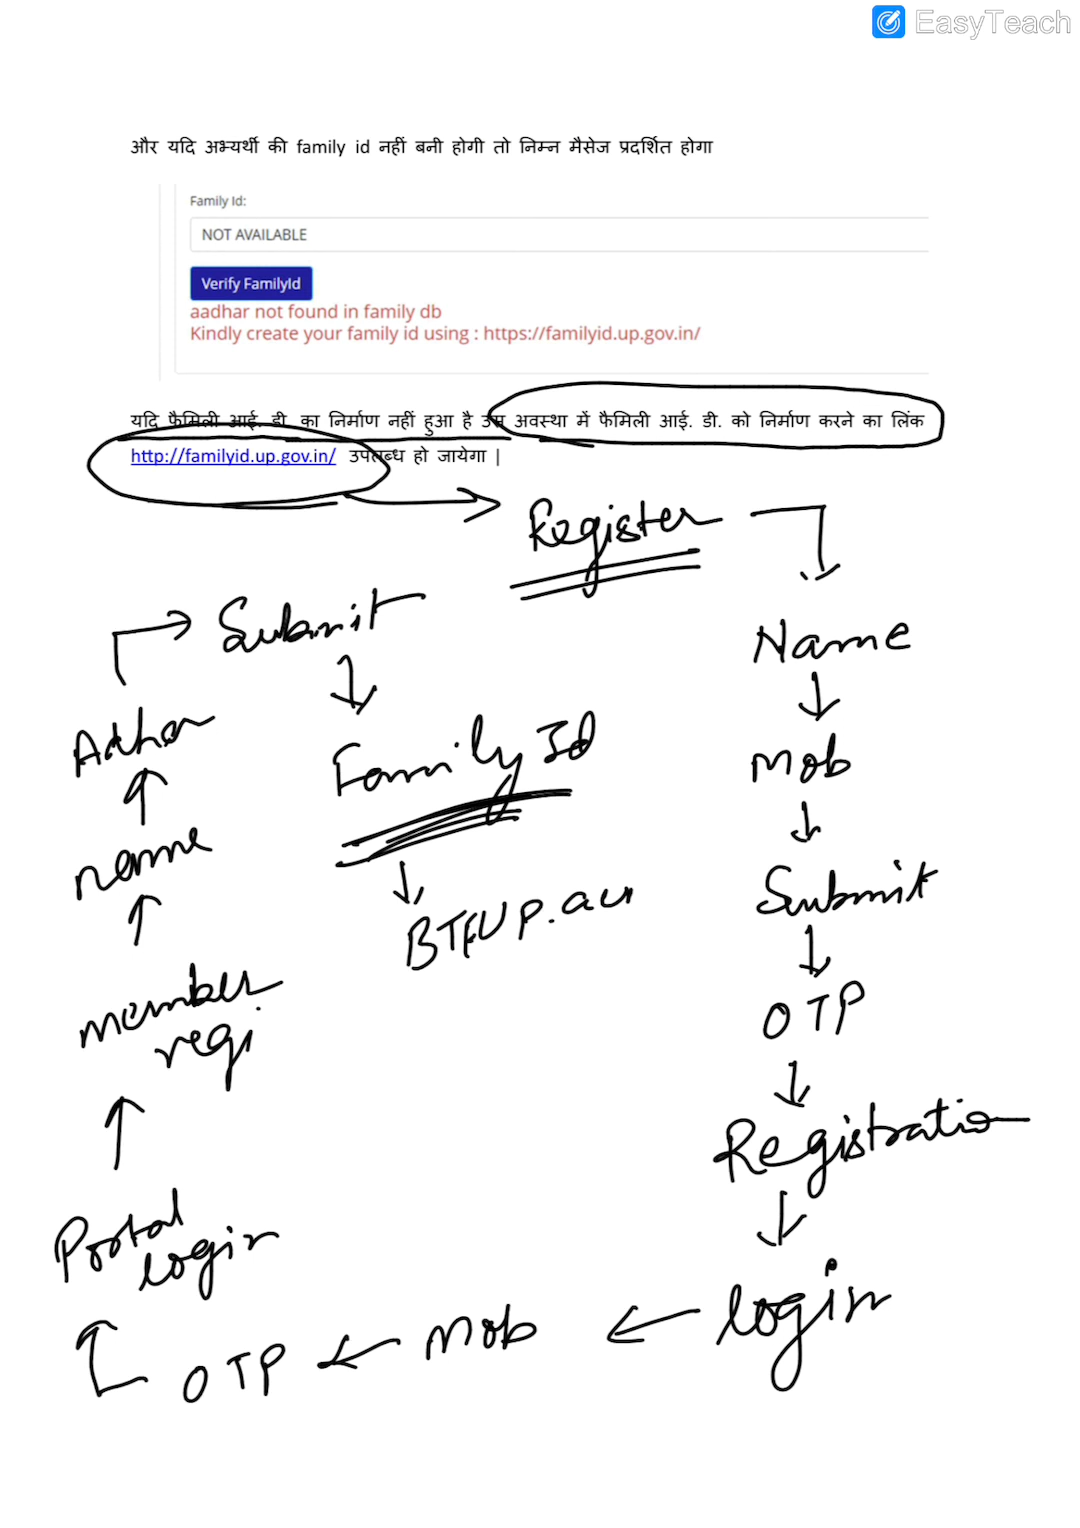 EasyTeach
और यदि अभ्यर्थी की family id नहीं बनी होगी तो निम्न मैसेज प्रदर्शित होगा
Family Id:
NOT AVAILABLE
Verify FamilyId
aadhar not found in family db
Kindly create your family id using : https://familyid.up.gov.in/
यदि फैमिली आई. डी. का निर्माण नहीं हुआ है उस अवस्था में फैमिली आई. डी. को निर्माण करने का लिंक
http://familyid.up.gov.in/ उपलब्ध हो जायेगा |
Register
Name
Mob
Submit
OTP
Registration
login
Mob
OTP
Portal
login
member
regi
name
Adhar
Submit
Family Id